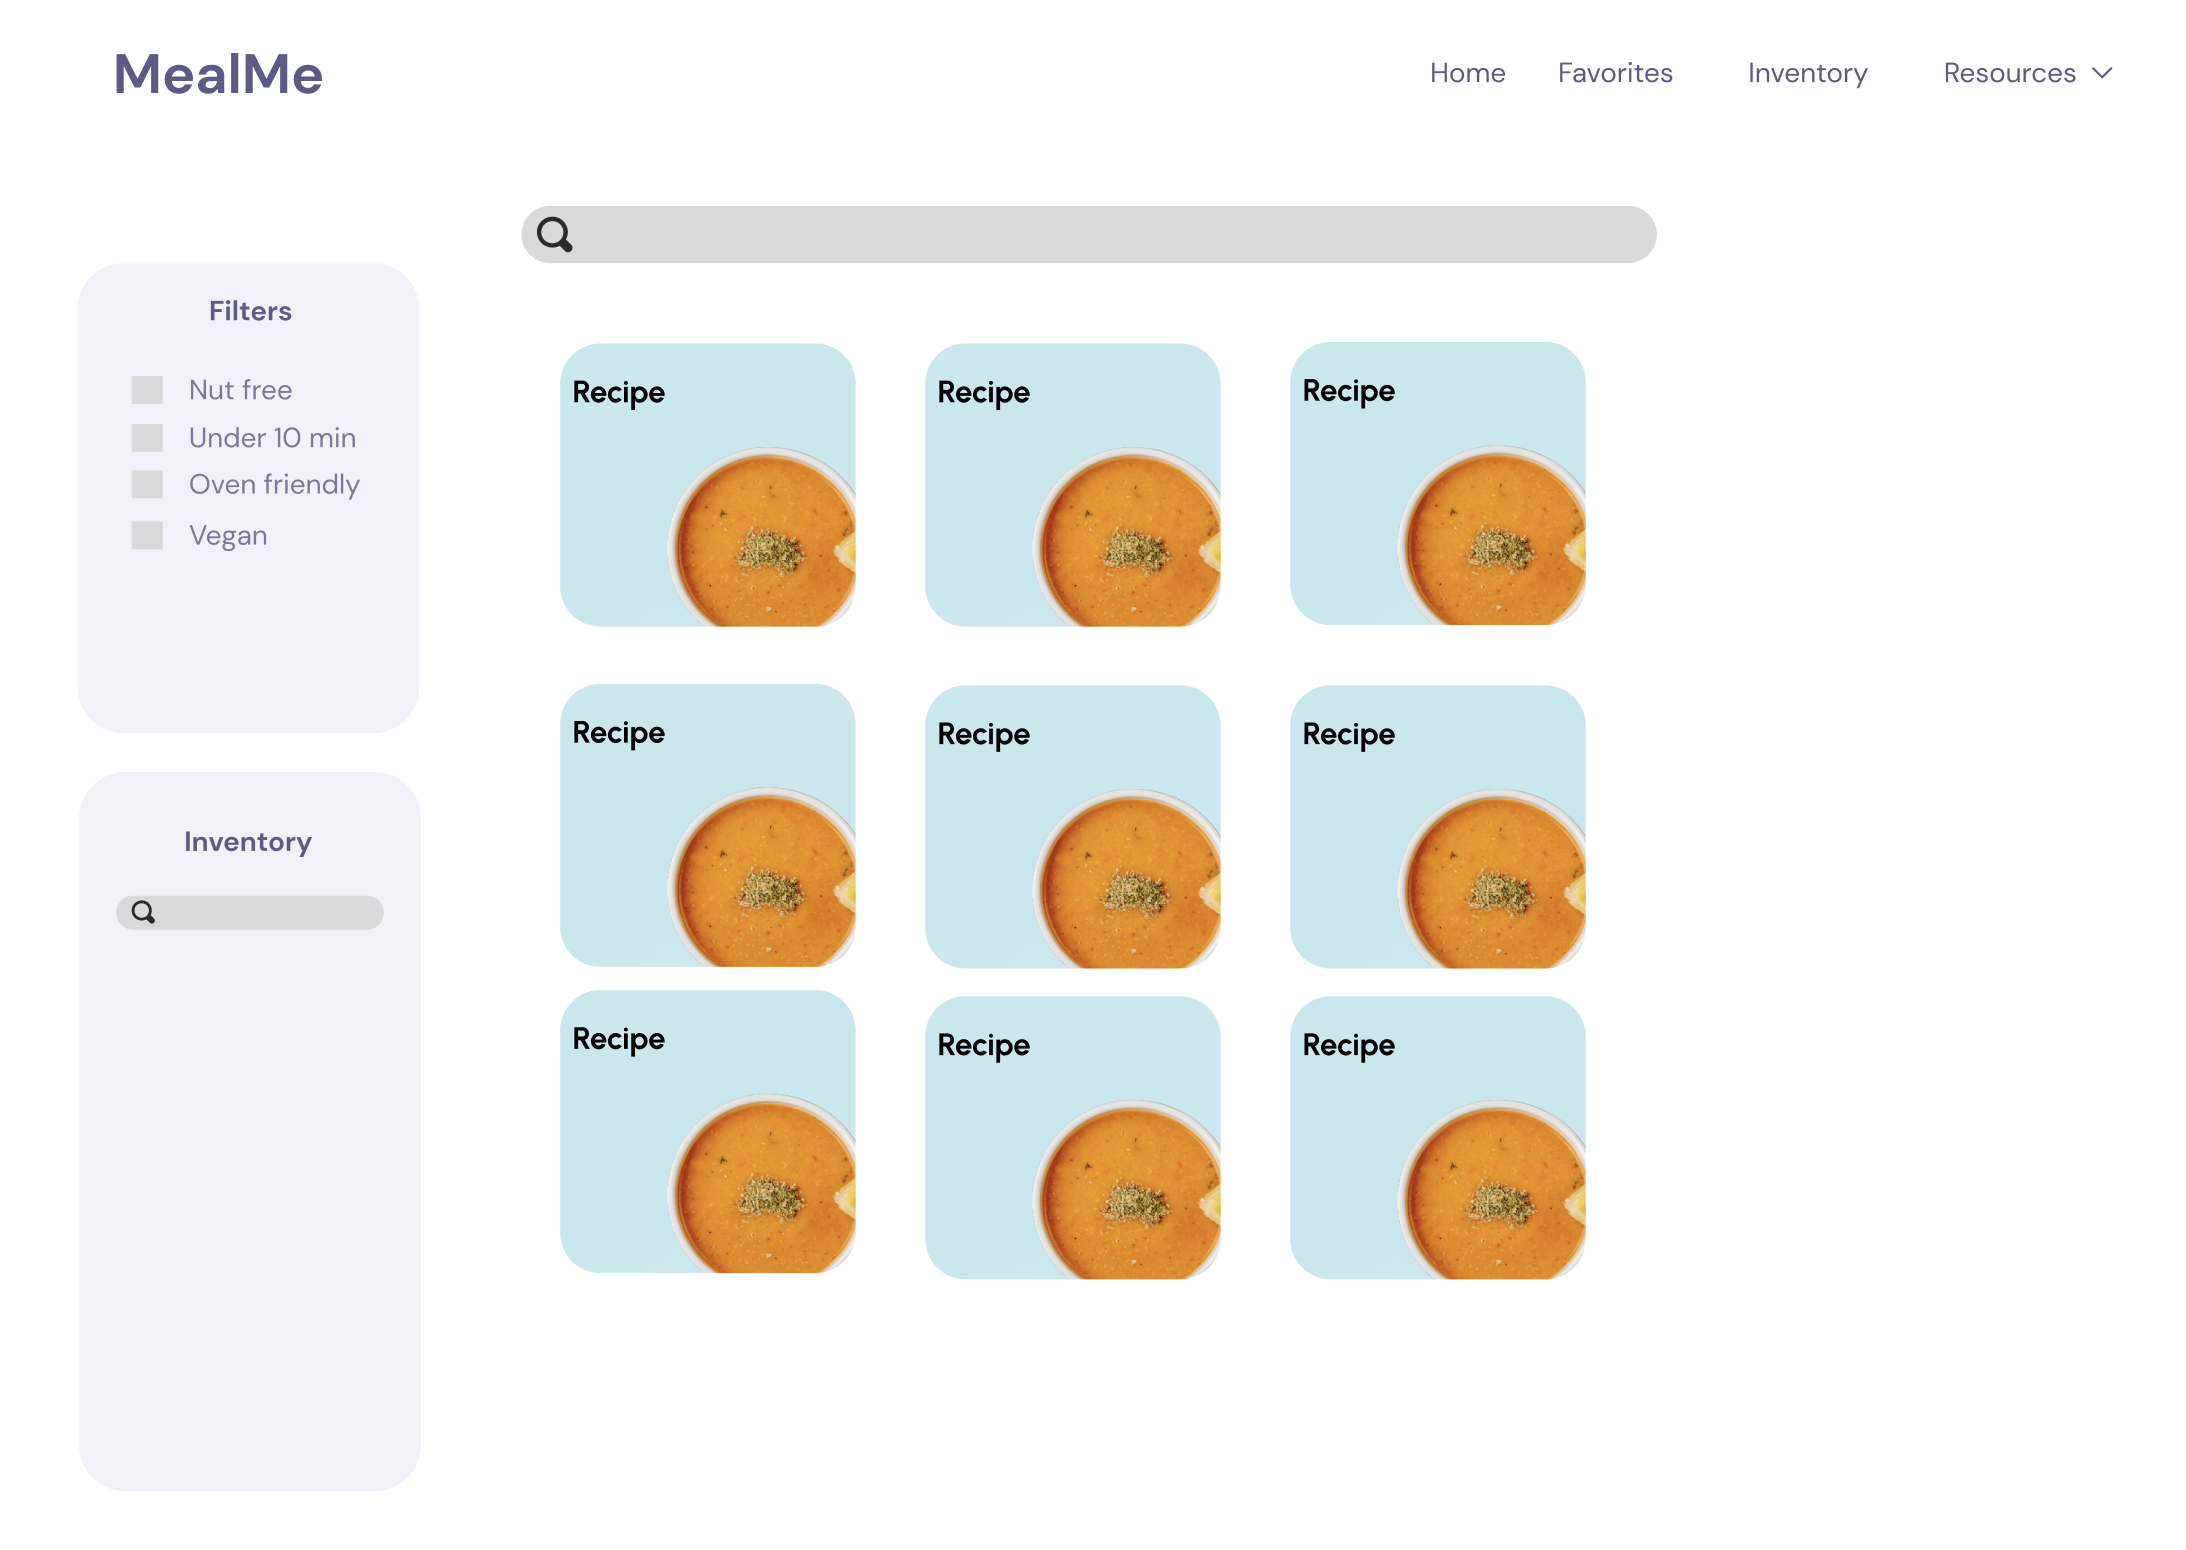 MealMe
Home Favorites Inventory Resources
Filters
Nut free
Under 10 min
Oven friendly
Vegan
Inventory
Recipe Recipe Recipe
Recipe Recipe Recipe
Recipe Recipe Recipe